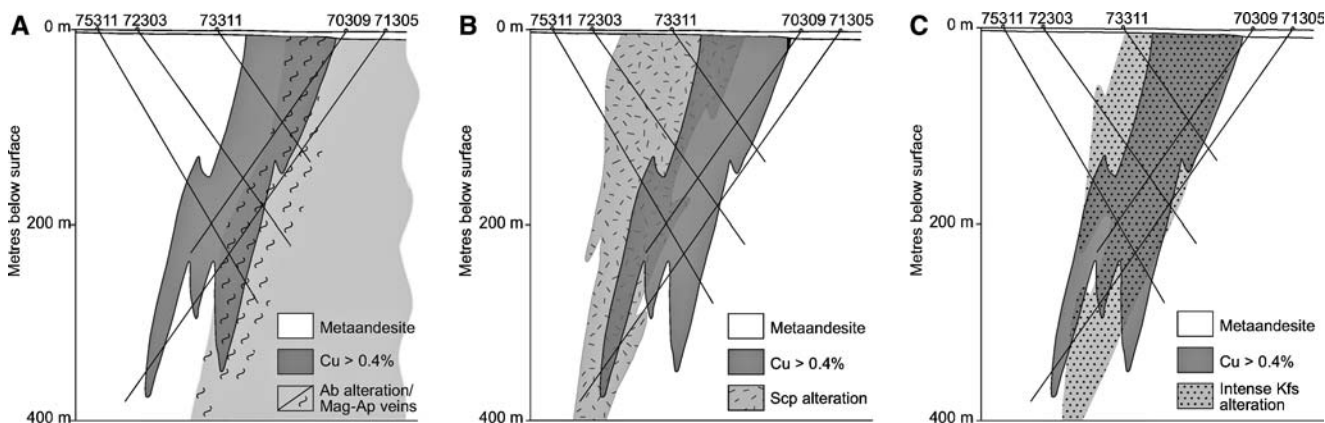 A
75311 72303 73311 70309 71305
0 m
Metres below surface
200 m
400 m
Metaandesite
Cu > 0.4%
Ab alteration/
Mag-Ap veins
B
75311 72303 73311 70309 71305
0 m
Metres below surface
200 m
400 m
Metaandesite
Cu > 0.4%
Scp alteration
C
75311 72303 73311 70309 71305
0 m
Metres below surface
200 m
400 m
Metaandesite
Cu > 0.4%
Intense Kfs
alteration